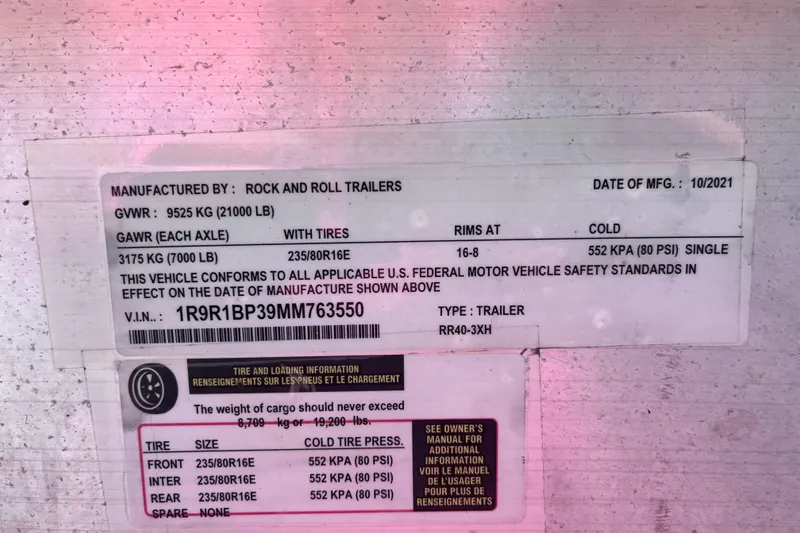 MANUFACTURED BY : ROCK AND ROLL TRAILERS DATE OF MFG. : 10/2021
GVWR : 9525 KG (21000 LB)
GAWR (EACH AXLE) WITH TIRES RIMS AT COLD
3175 KG (7000 LB) 235/80R16E 16-8 552 KPA (80 PSI) SINGLE
THIS VEHICLE CONFORMS TO ALL APPLICABLE U.S. FEDERAL MOTOR VEHICLE SAFETY STANDARDS IN
EFFECT ON THE DATE OF MANUFACTURE SHOWN ABOVE
V.I.N.. : 1R9R1BP39MM763550 TYPE : TRAILER
RR40-3XH
TIRE AND LOADING INFORMATION
RENSEIGNEMENTS SUR LES PNEUS ET LE CHARGEMENT
The weight of cargo should never exceed
8,709 kg or 19,200 lbs.
TIRE SIZE COLD TIRE PRESS.
FRONT 235/80R16E 552 KPA (80 PSI)
INTER 235/80R16E 552 KPA (80 PSI)
REAR 235/80R16E 552 KPA (80 PSI)
SPARE NONE
SEE OWNER'S
MANUAL FOR
ADDITIONAL
INFORMATION
VOIR LE MANUEL
DE L'USAGER
POUR PLUS DE
RENSEIGNEMENTS